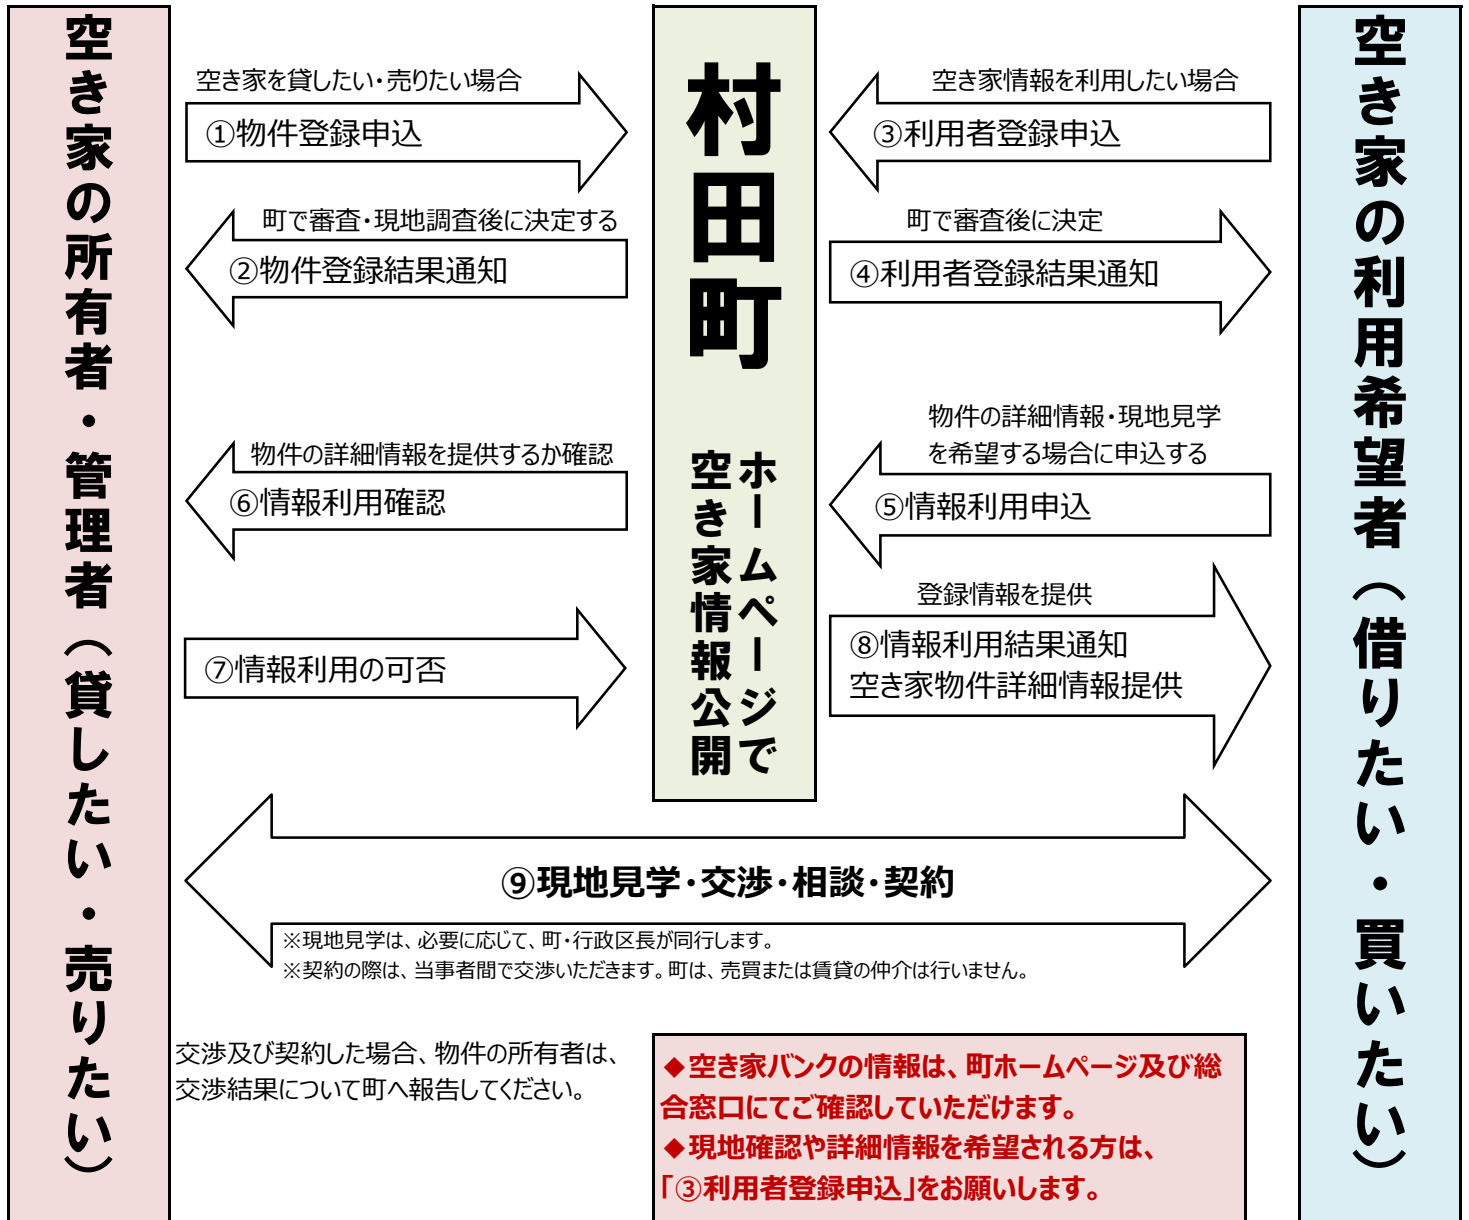 空き家の所有者・管理者（貸したい・売りたい）
空き家を貸したい・売りたい場合
①物件登録申込
町で審査・現地調査後に決定する
②物件登録結果通知
物件の詳細情報を提供するか確認
⑥情報利用確認
⑦情報利用の可否
村田町
ホームページで
空き家情報公開
空き家情報を利用したい場合
③利用者登録申込
町で審査後に決定
④利用者登録結果通知
物件の詳細情報・現地見学
を希望する場合に申込する
⑤情報利用申込
登録情報を提供
⑧情報利用結果通知
空き家物件詳細情報提供
空き家の利用希望者（借りたい・買いたい）
⑨現地見学・交渉・相談・契約
※現地見学は、必要に応じて、町・行政区長が同行します。
※契約の際は、当事者間で交渉いただきます。町は、売買または賃貸の仲介は行いません。
交渉及び契約した場合、物件の所有者は、
交渉結果について町へ報告してください。
◆空き家バンクの情報は、町ホームページ及び総
合窓口にてご確認していただけます。
◆現地確認や詳細情報を希望される方は、
「③利用者登録申込」をお願いします。